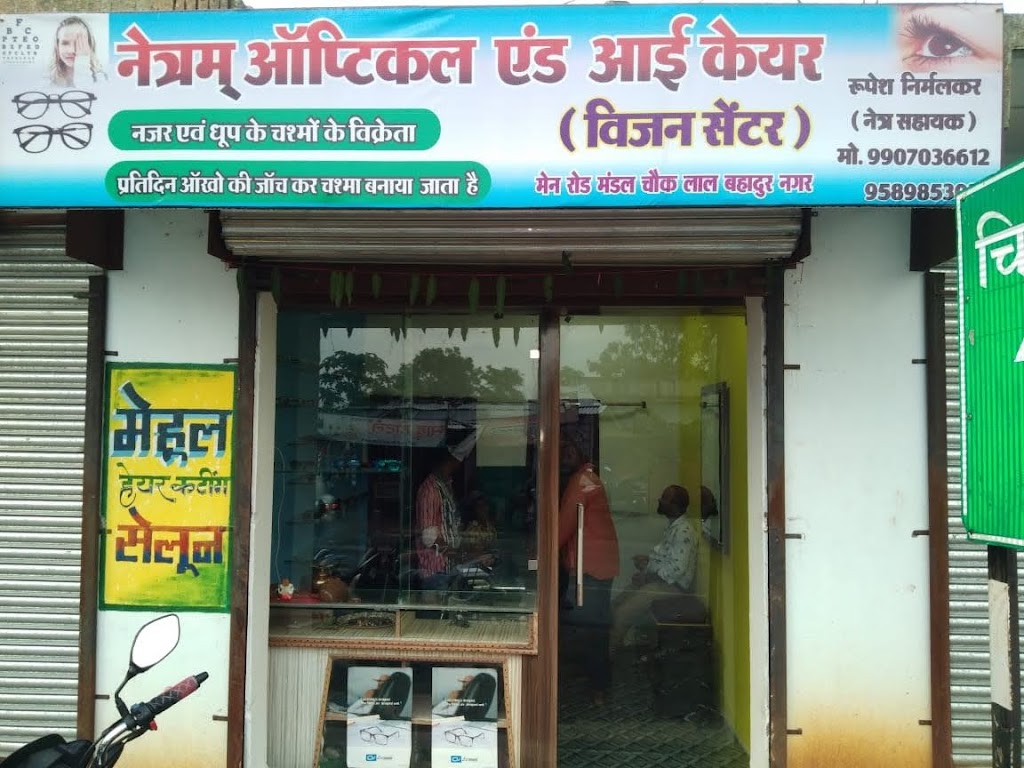 नेत्रम् ऑप्टिकल एंड आई केयर
( विजन सेंटर )
नजर एवं धूप के चश्मों के विक्रेता
प्रतिदिन ऑंखो की जॉंच कर चश्मा बनाया जाता है
मेन रोड मंडल चौक लाल बहादुर नगर
रूपेश निर्मलकर
( नेत्र सहायक )
मो. 9907036612
मेहूल
हेयर कटींग
सेलून